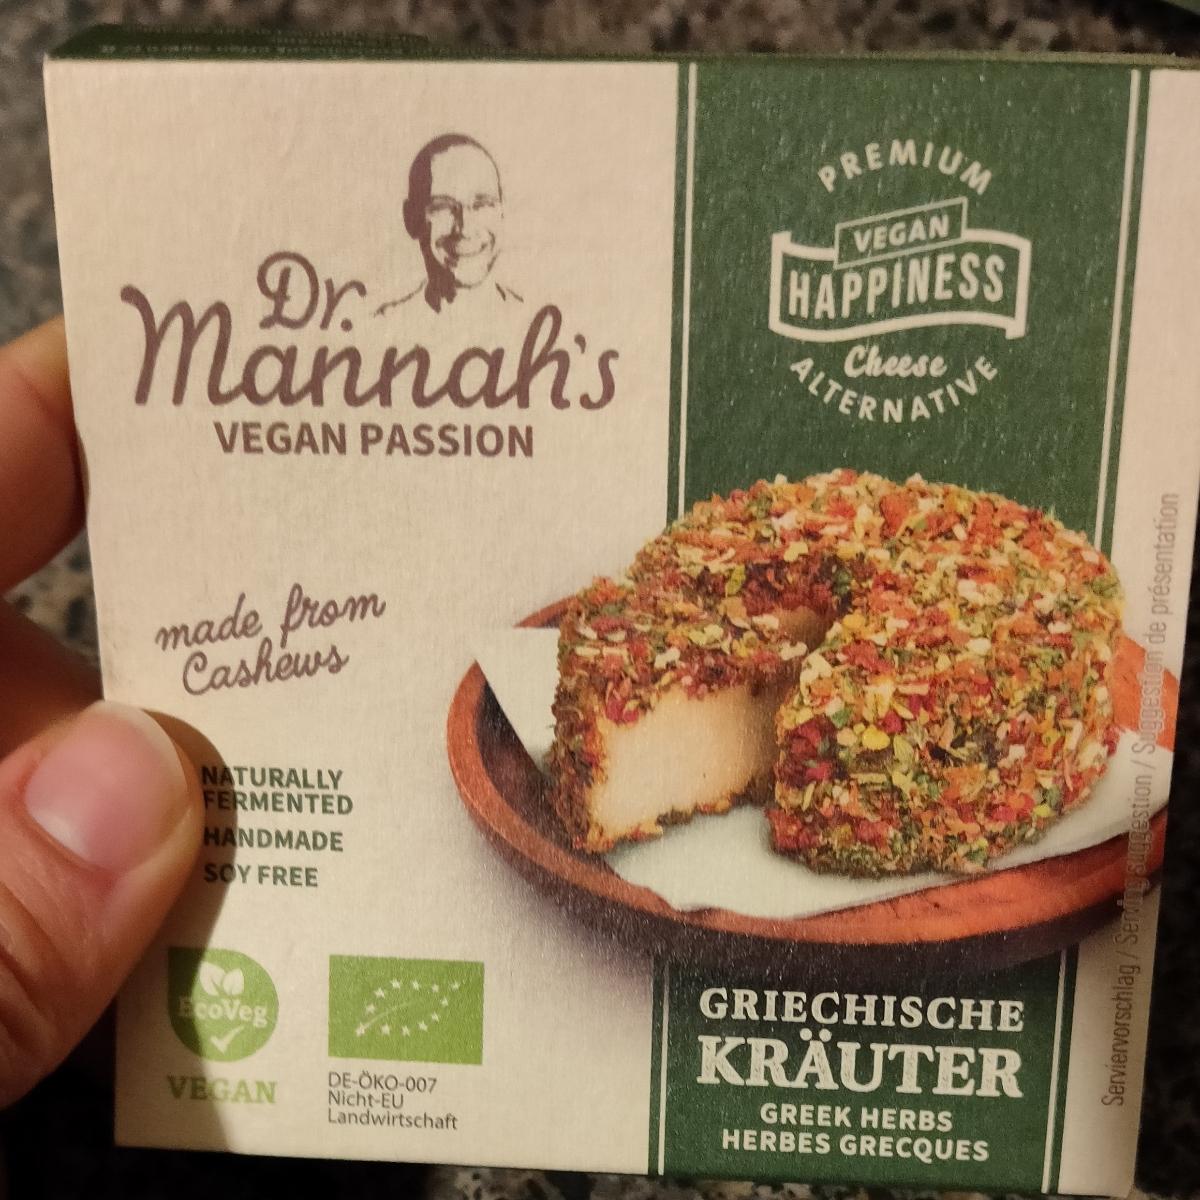 Dr.
Mannah's
VEGAN PASSION
PREMIUM
VEGAN
HAPPINESS
Cheese
ALTERNATIVE
made from
Cashews
NATURALLY
FERMENTED
HANDMADE
SOY FREE
EcoVeg
VEGAN
DE-ÖKO-007
Nicht-EU
Landwirtschaft
GRIECHISCHE
KRÄUTER
GREEK HERBS
HERBES GRECQUES
Serviervorschlag / Serving suggestion / Suggestion de présentation